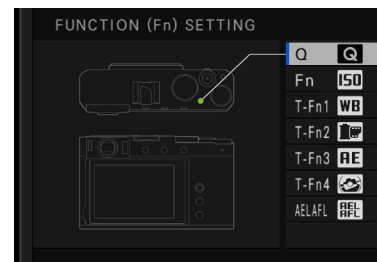 FUNCTION (Fn) SETTING
Q Q
Fn ISO
T-Fn1 WB
T-Fn2
T-Fn3 AE
T-Fn4
AELAFL AEL AFL